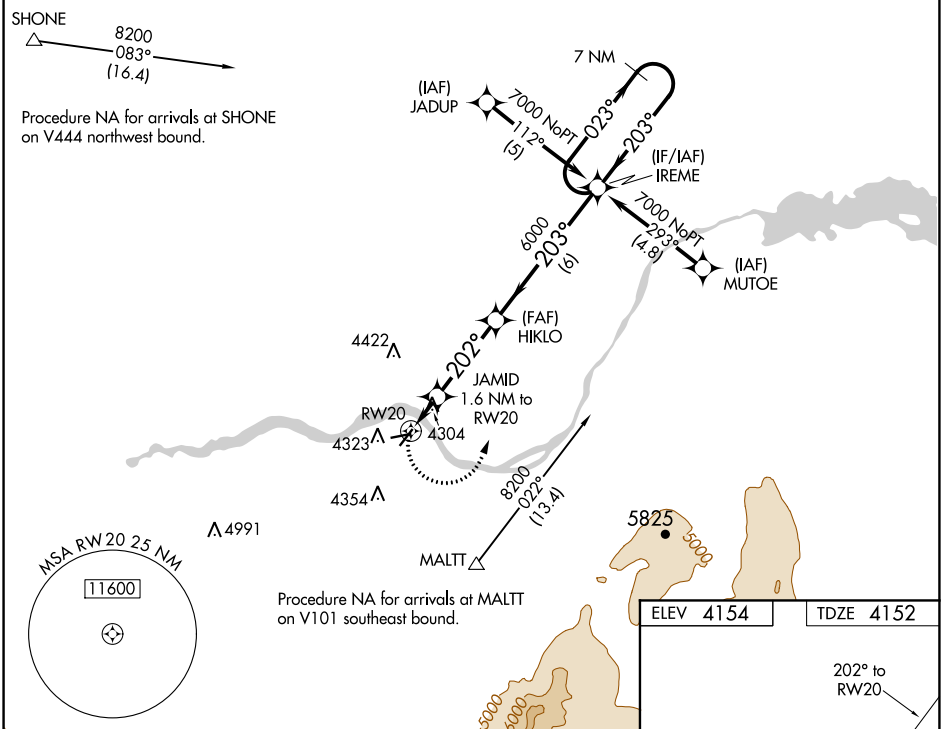 SHONE
8200
083°
(16.4)
Procedure NA for arrivals at SHONE
on V444 northwest bound.
7 NM
(IAF)
JADUP
7000 NoPT
112°
(5)
023°
203°
(IF/IAF)
IREME
7000 NoPT
293°
(4.8)
(IAF)
MUTOE
6000
203°
(6)
(FAF)
HIKLO
4422
202°
JAMID
1.6 NM to
RW20
RW20
4304
4323
4354
4991
8200
022°
(13.4)
MALTT
5825
5000
MSA RW20 25 NM
11600
Procedure NA for arrivals at MALTT
on V101 southeast bound.
5000
6000
ELEV 4154
TDZE 4152
202° to
RW20